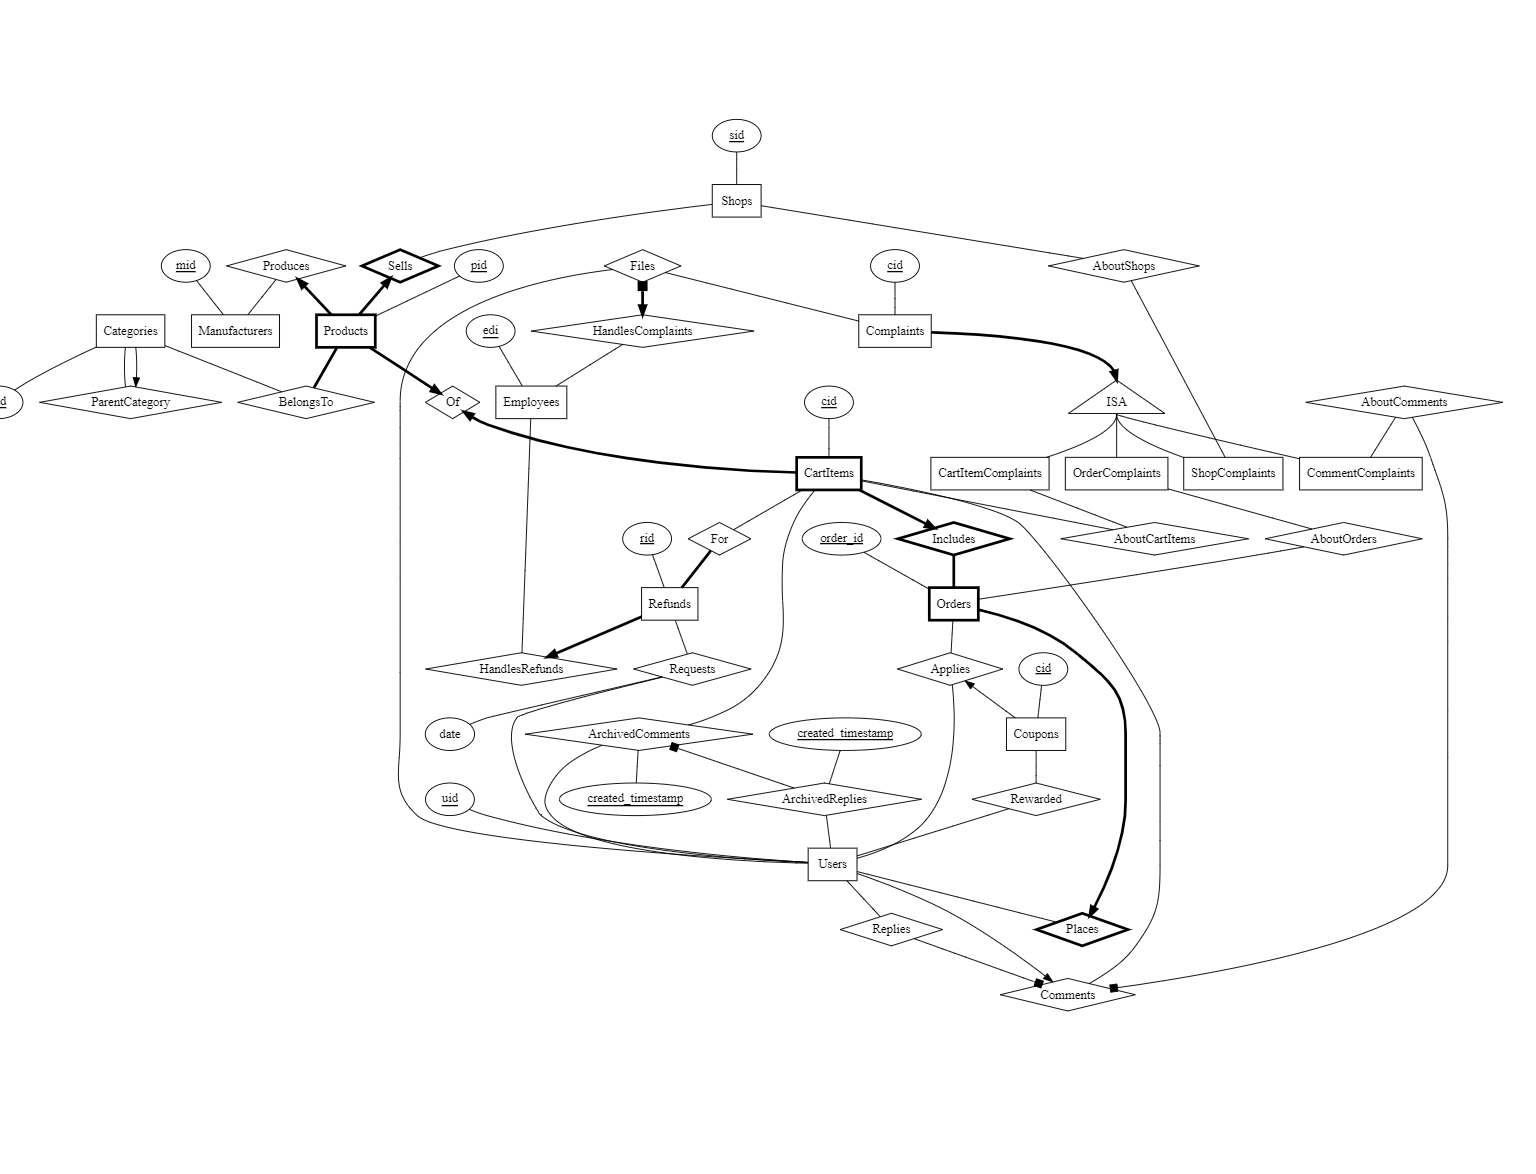 sid
Shops
mid
Produces
Sells
pid
Files
cid
AboutShops
Categories
Manufacturers
Products
edi
HandlesComplaints
Complaints
d
ParentCategory
BelongsTo
Of
Employees
cid
ISA
AboutComments
CartItems
CartItemComplaints
OrderComplaints
ShopComplaints
CommentComplaints
rid
For
order_id
Includes
AboutCartItems
AboutOrders
Refunds
Orders
HandlesRefunds
Requests
Applies
cid
date
ArchivedComments
created_timestamp
Coupons
uid
created_timestamp
ArchivedReplies
Rewarded
Users
Replies
Places
Comments